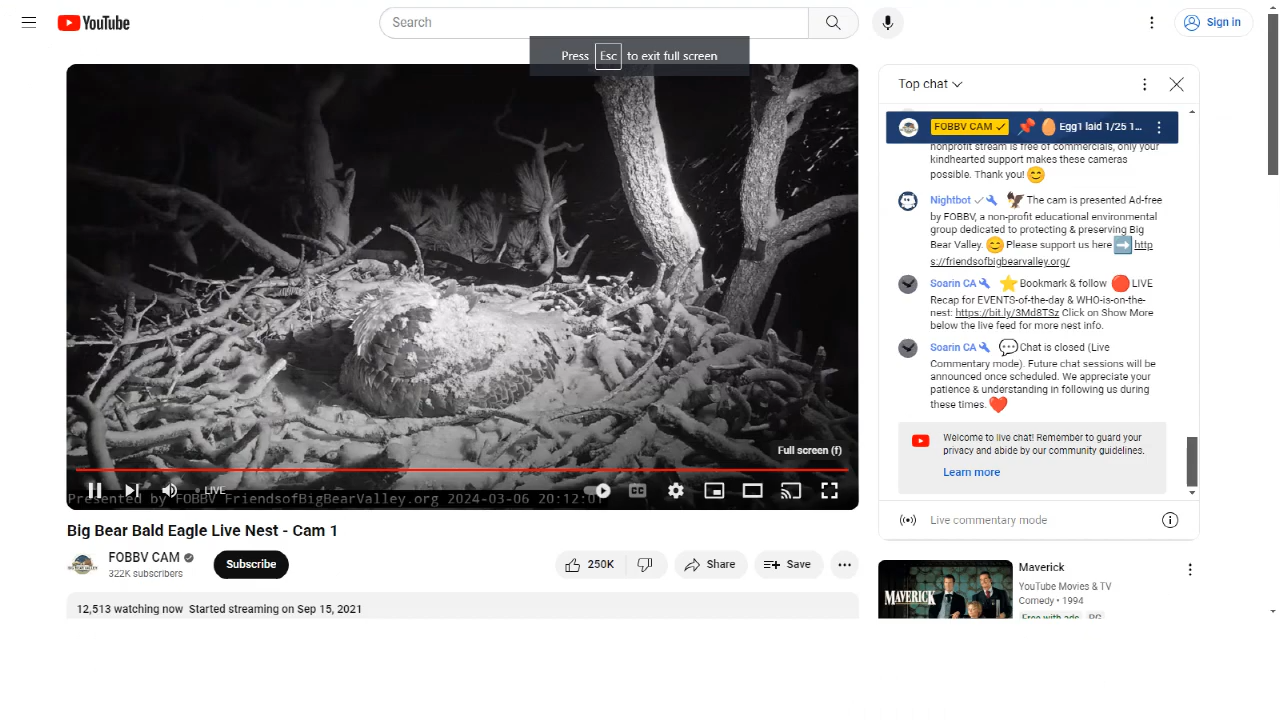 YouTube
Search
Sign in
Press Esc to exit full screen
Top chat
FOBBV CAM Egg1 laid 1/25 1...
nonprofit stream is free of commercials, only your
kindhearted support makes these cameras
possible. Thank you!
Nightbot The cam is presented Ad-free
by FOBBV, a non-profit educational environmental
group dedicated to protecting & preserving Big
Bear Valley. Please support us here http
s://friendsofbigbearvalley.org/
Soarin CA Bookmark & follow LIVE
Recap for EVENTS-of-the-day & WHO-is-on-the-
nest: https://bit.ly/3Md8TSz Click on Show More
below the live feed for more nest info.
Soarin CA Chat is closed (Live
Commentary mode). Future chat sessions will be
announced once scheduled. We appreciate your
patience & understanding in following us during
these times.
Welcome to live chat! Remember to guard your
privacy and abide by our community guidelines.
Learn more
Live commentary mode
Full screen (f)
LIVE
CC
Presented by FOBBV FriendsofBigBearValley.org 2024-03-06 20:12:01
Big Bear Bald Eagle Live Nest - Cam 1
FOBBV CAM
322K subscribers
Subscribe
250K
Share
Save
12,513 watching now Started streaming on Sep 15, 2021
MAVERICK
Maverick
YouTube Movies & TV
Comedy • 1994
Free with ads PG